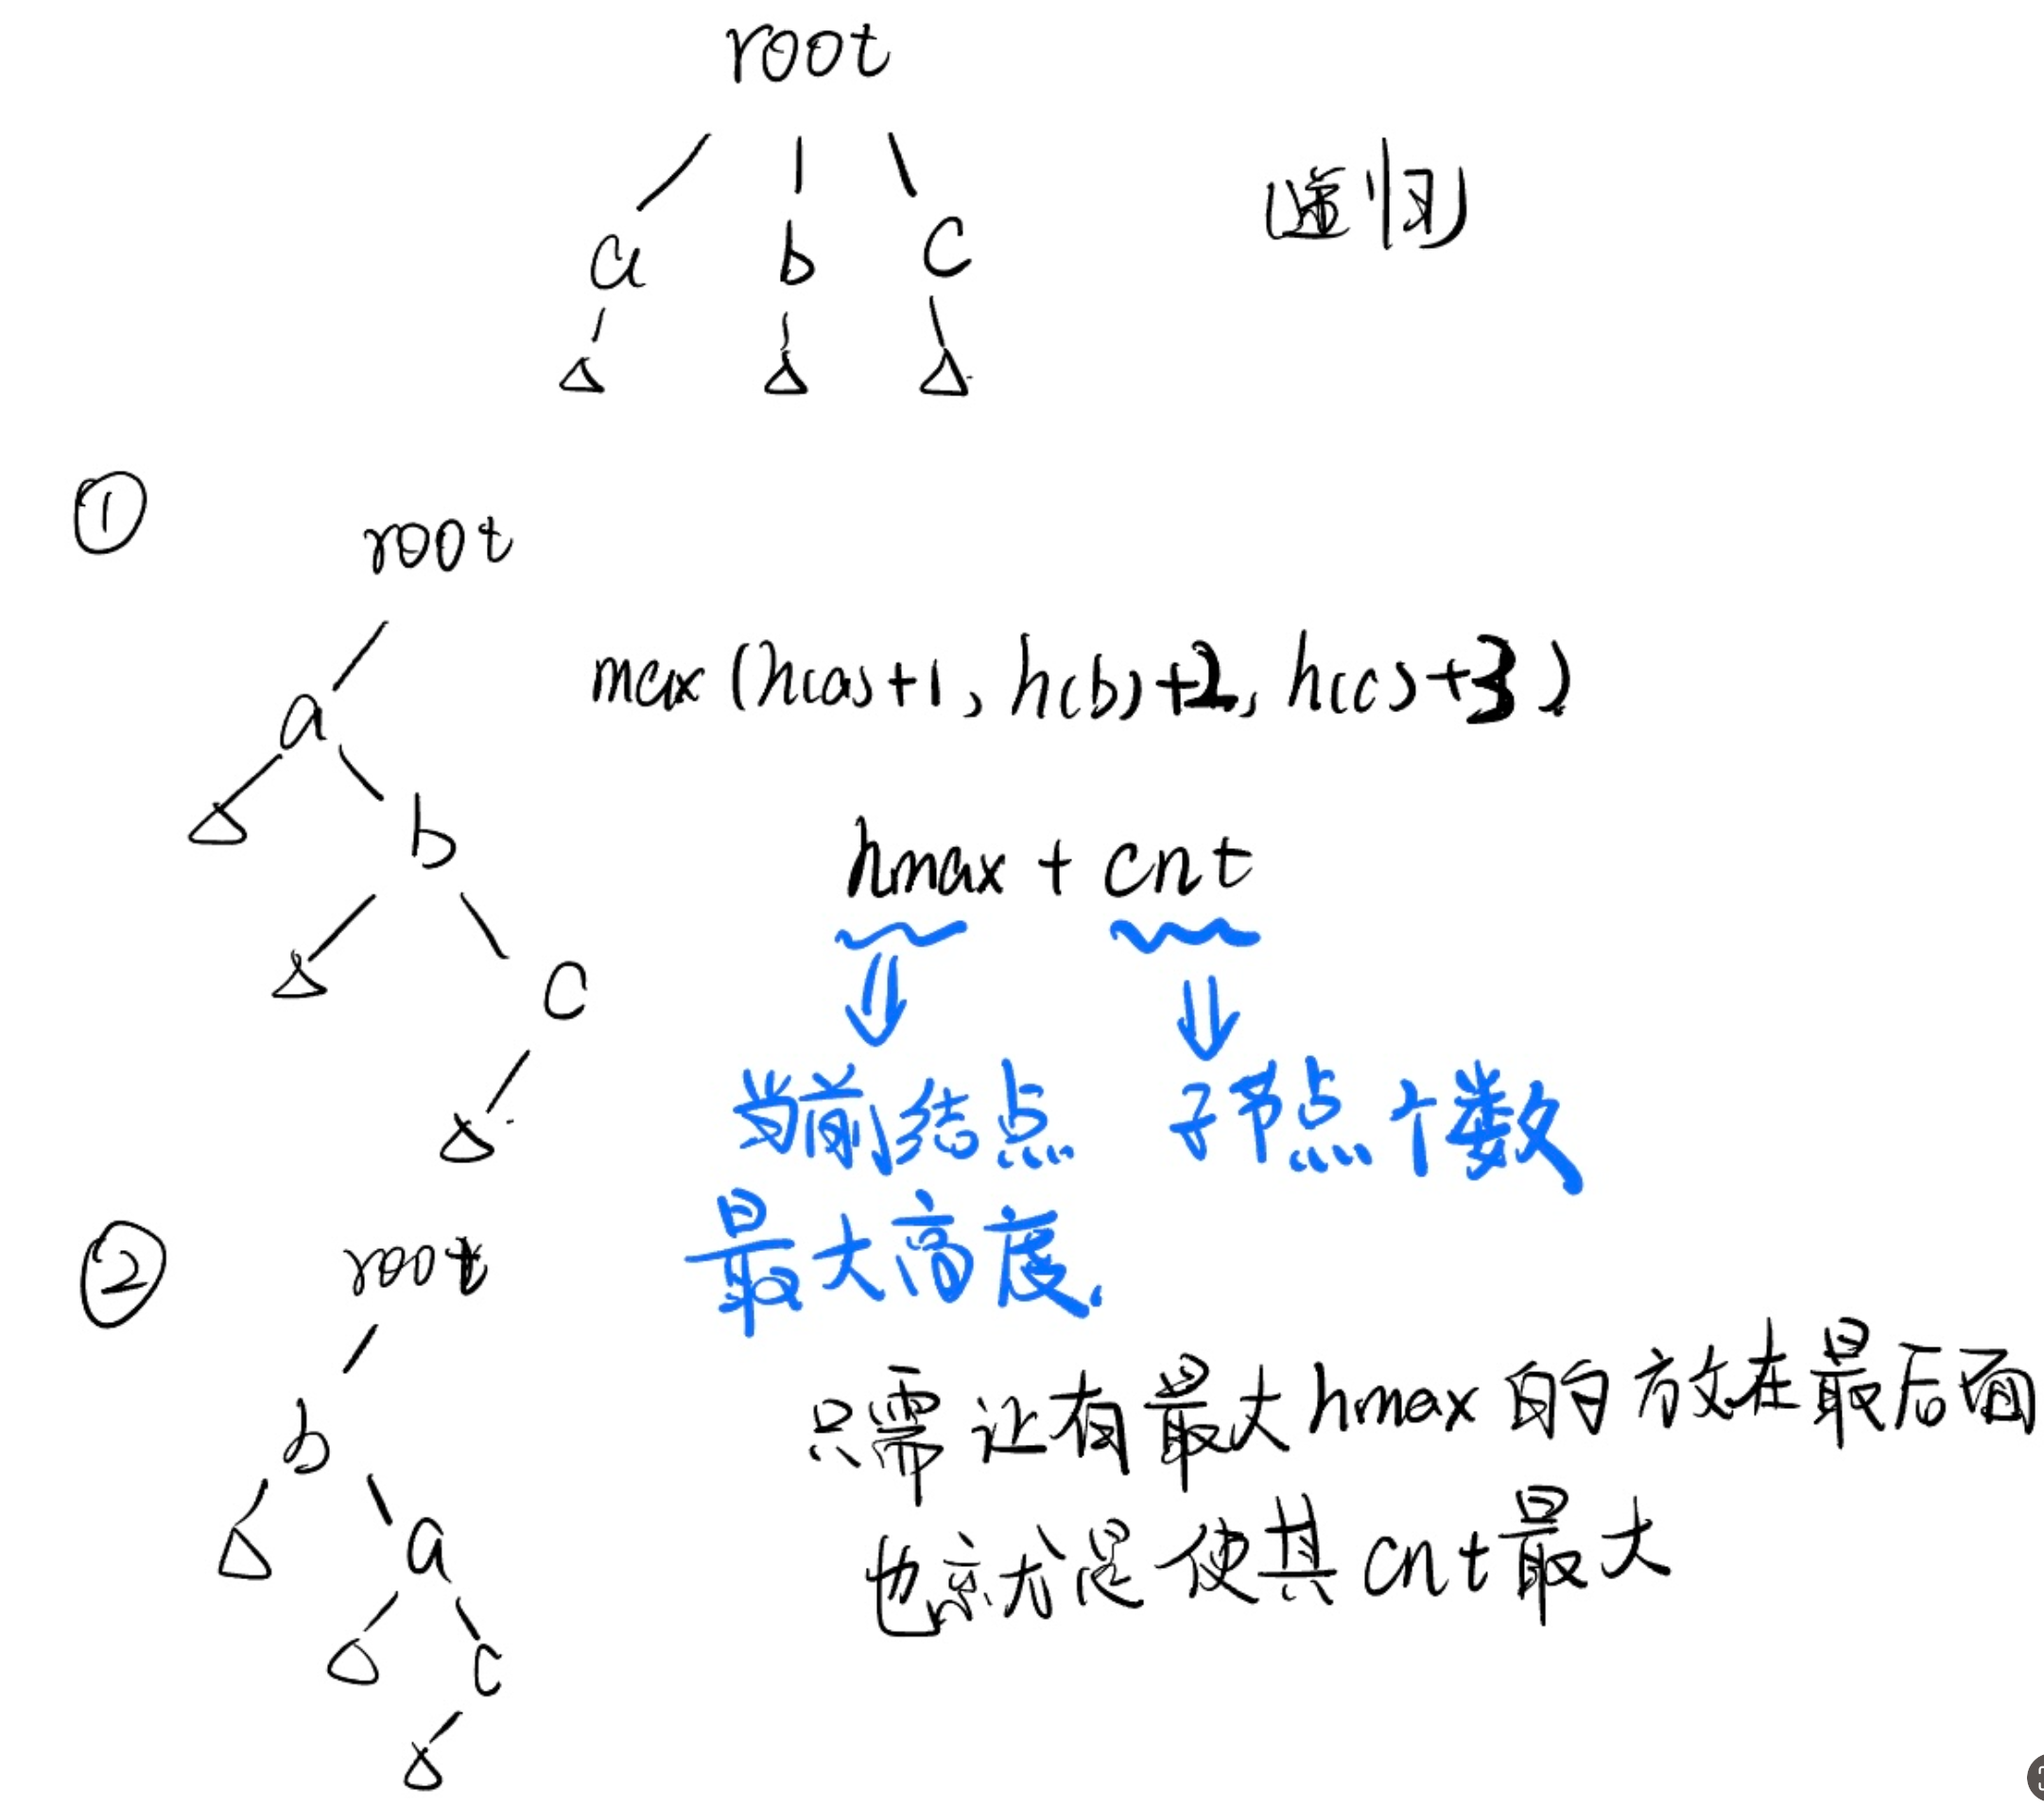 root
a b c
(递归)
①
root
a
max (h(a)+1, h(b)+2, h(c)+3)
b
hmax + cnt
c
当前结点 子节点个数
最大高度.
②
root
b
只需让有最大hmax的放在最后面
a
也就是使其cnt最大
c